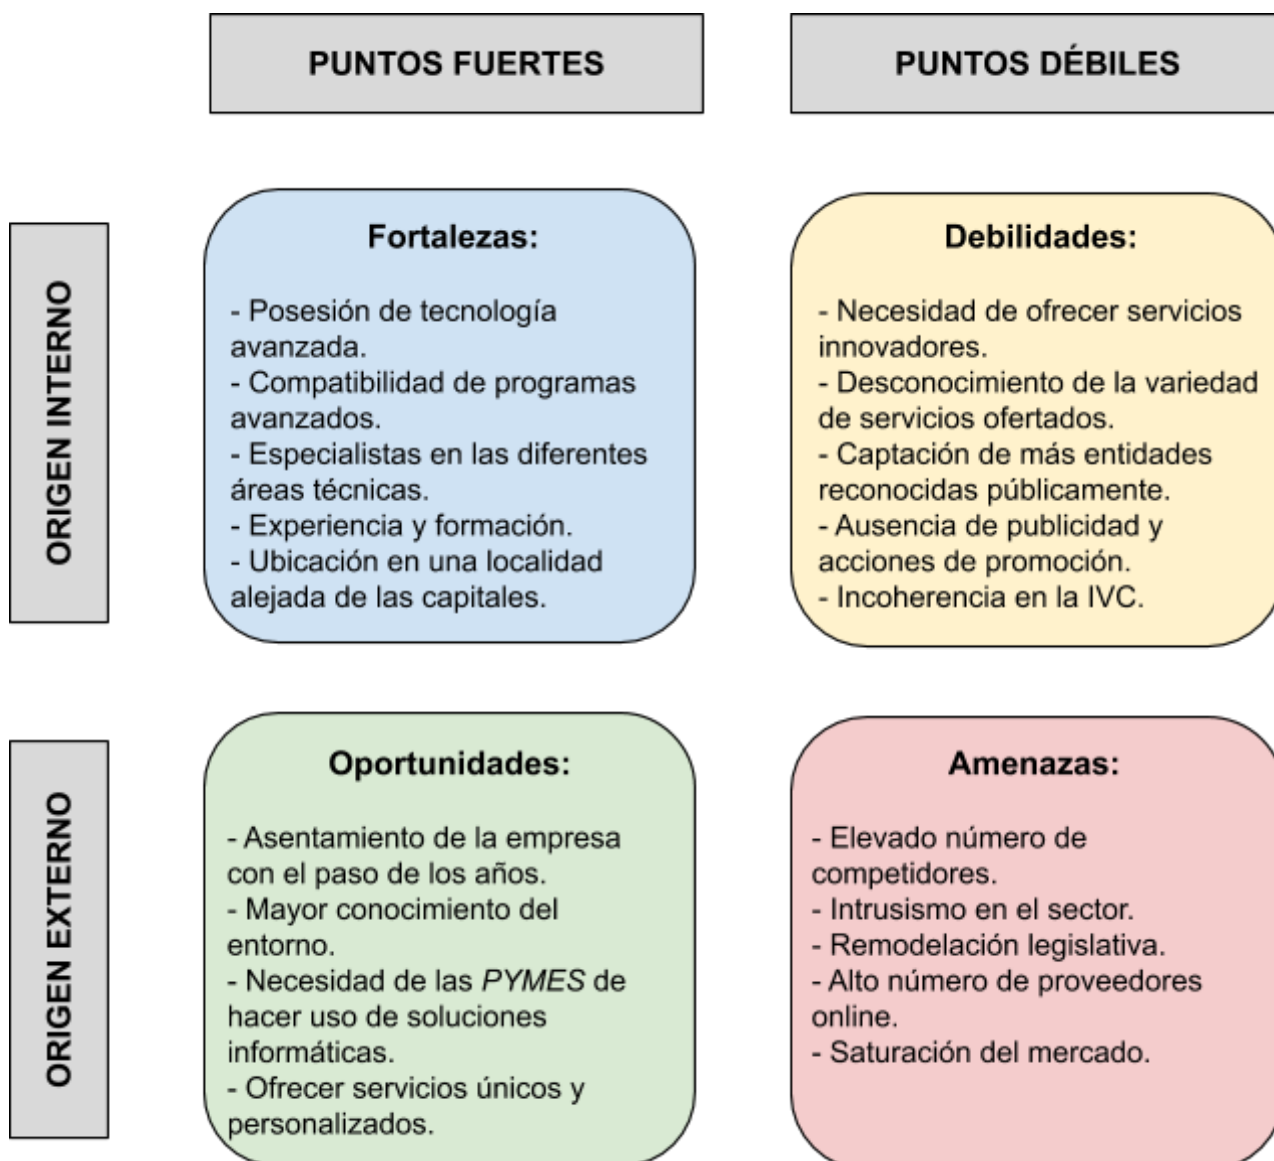 PUNTOS FUERTES
PUNTOS DÉBILES
ORIGEN INTERNO
Fortalezas:
- Posesión de tecnología
avanzada.
- Compatibilidad de programas
avanzados.
- Especialistas en las diferentes
áreas técnicas.
- Experiencia y formación.
- Ubicación en una localidad
alejada de las capitales.
Debilidades:
- Necesidad de ofrecer servicios
innovadores.
- Desconocimiento de la variedad
de servicios ofertados.
- Captación de más entidades
reconocidas públicamente.
- Ausencia de publicidad y
acciones de promoción.
- Incoherencia en la IVC.
ORIGEN EXTERNO
Oportunidades:
- Asentamiento de la empresa
con el paso de los años.
- Mayor conocimiento del
entorno.
- Necesidad de las PYMES de
hacer uso de soluciones
informáticas.
- Ofrecer servicios únicos y
personalizados.
Amenazas:
- Elevado número de
competidores.
- Intrusismo en el sector.
- Remodelación legislativa.
- Alto número de proveedores
online.
- Saturación del mercado.